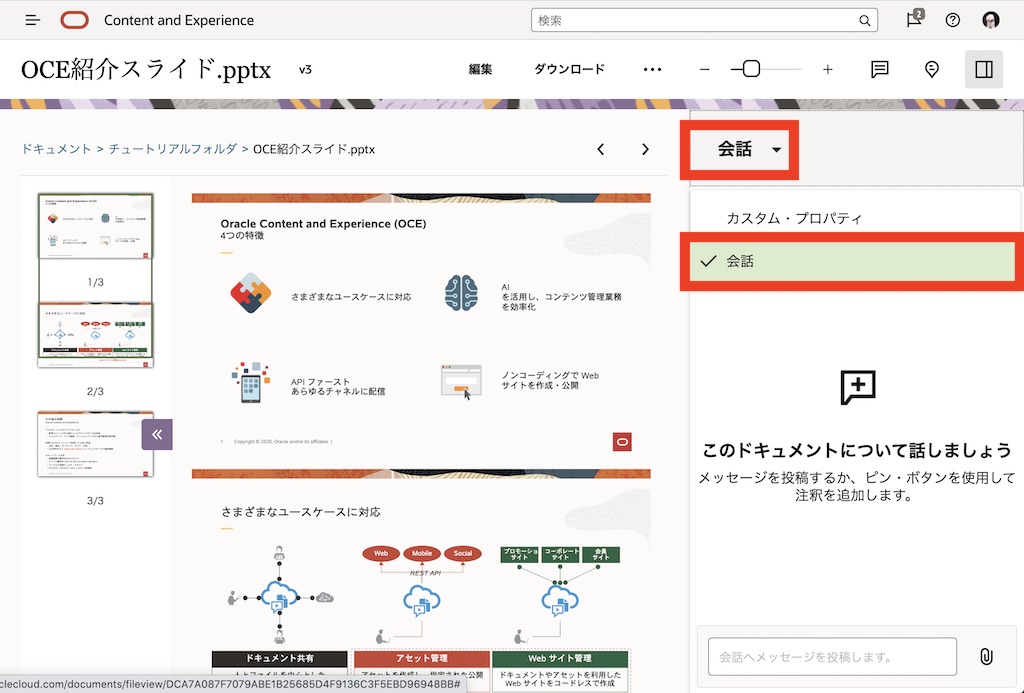 Content and Experience
検索
2
OCE紹介スライド.pptx
v3
編集
ダウンロード
ドキュメント > チュートリアルフォルダ > OCE紹介スライド.pptx
会話
カスタム・プロパティ
会話
1/3
2/3
3/3
Oracle Content and Experience (OCE)
4つの特徴
さまざまなユースケースに対応
AI
を活用し、コンテンツ管理業務
を効率化
API ファースト
あらゆるチャネルに配信
ノンコーディングで Web
サイトを作成・公開
1 Copyright © 2020, Oracle and/or its affiliates |
さまざまなユースケースに対応
Web
Mobile
Social
REST API
プロモーション
サイト
コーポレート
サイト
会員
サイト
ドキュメント共有
アセット管理
Web サイト管理
ドキュメントやアセットを利用した
Web サイトをコードレスで作成
このドキュメントについて話しましょう
メッセージを投稿するか、ピン・ボタンを使用して
注釈を追加します。
会話へメッセージを投稿します。
clecloud.com/documents/fileview/DCA7A087F7079ABE1B25685D4F9136C3F5EBD96948BB#